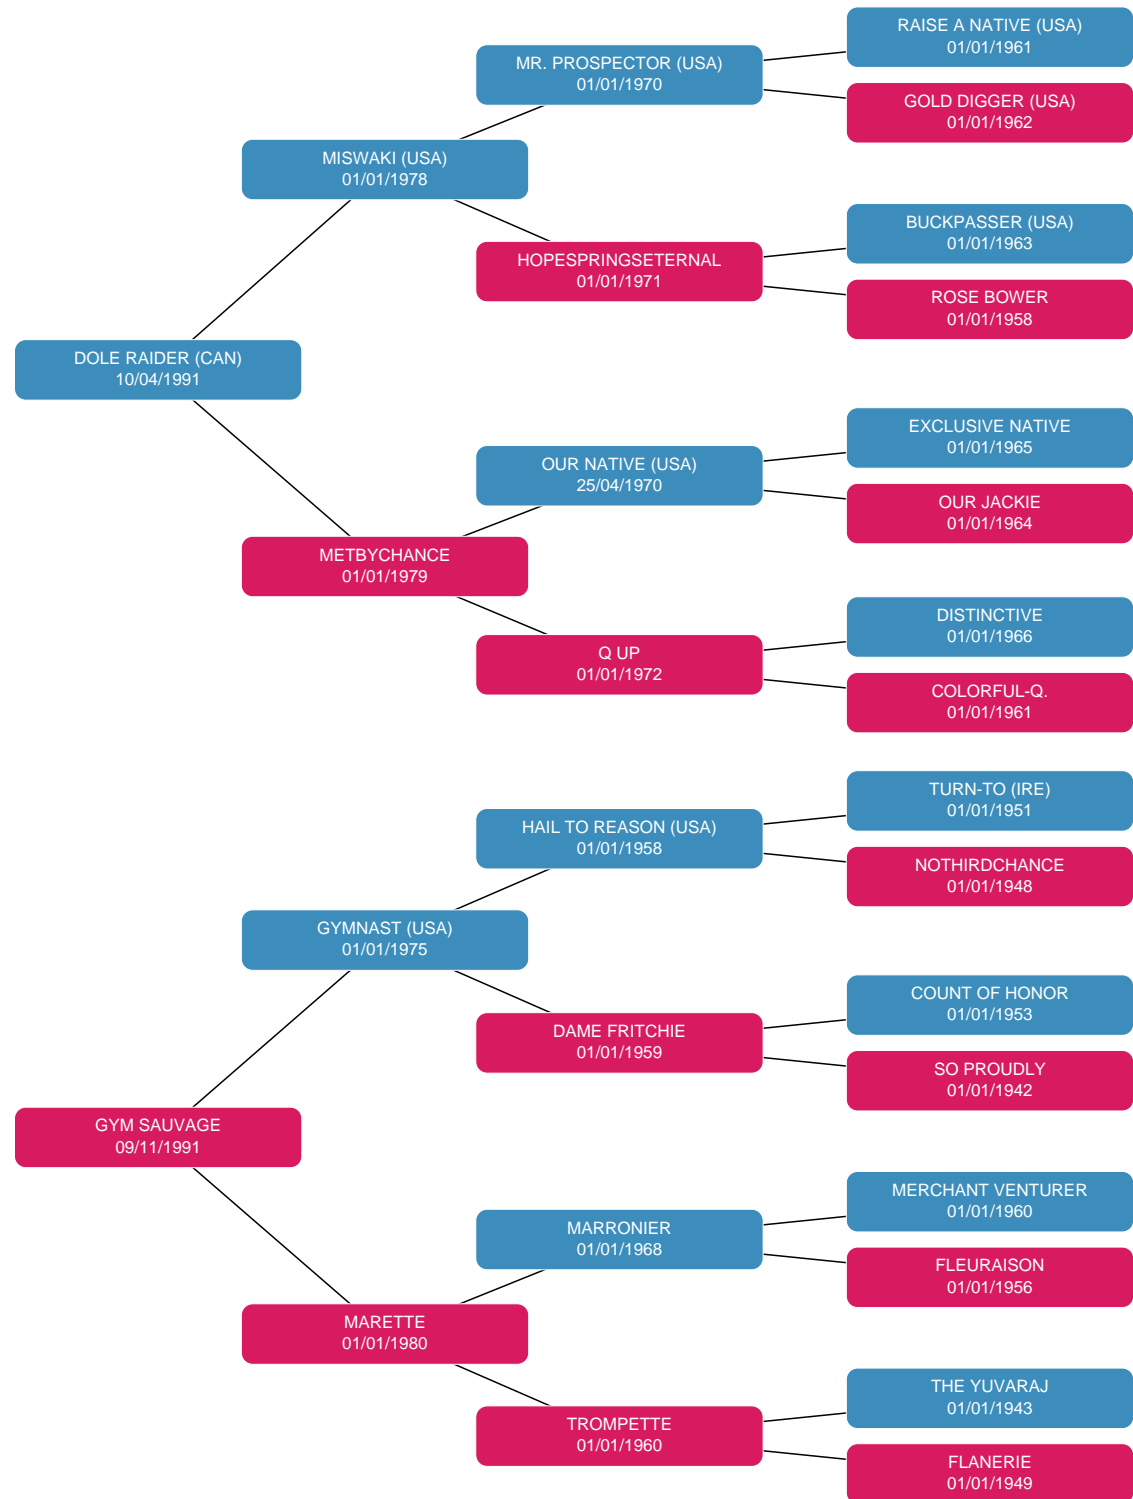 RAISE A NATIVE (USA)
01/01/1961
MR. PROSPECTOR (USA)
01/01/1970
GOLD DIGGER (USA)
01/01/1962
MISWAKI (USA)
01/01/1978
BUCKPASSER (USA)
01/01/1963
HOPESPRINGSETERNAL
01/01/1971
ROSE BOWER
01/01/1958
DOLE RAIDER (CAN)
10/04/1991
EXCLUSIVE NATIVE
01/01/1965
OUR NATIVE (USA)
25/04/1970
OUR JACKIE
01/01/1964
METBYCHANCE
01/01/1979
DISTINCTIVE
01/01/1966
Q UP
01/01/1972
COLORFUL-Q.
01/01/1961
TURN-TO (IRE)
01/01/1951
HAIL TO REASON (USA)
01/01/1958
NOTHIRDCHANCE
01/01/1948
GYMNAST (USA)
01/01/1975
COUNT OF HONOR
01/01/1953
DAME FRITCHIE
01/01/1959
SO PROUDLY
01/01/1942
GYM SAUVAGE
09/11/1991
MERCHANT VENTURER
01/01/1960
MARRONIER
01/01/1968
FLEURAISON
01/01/1956
MARETTE
01/01/1980
THE YUVARAJ
01/01/1943
TROMPETTE
01/01/1960
FLANERIE
01/01/1949